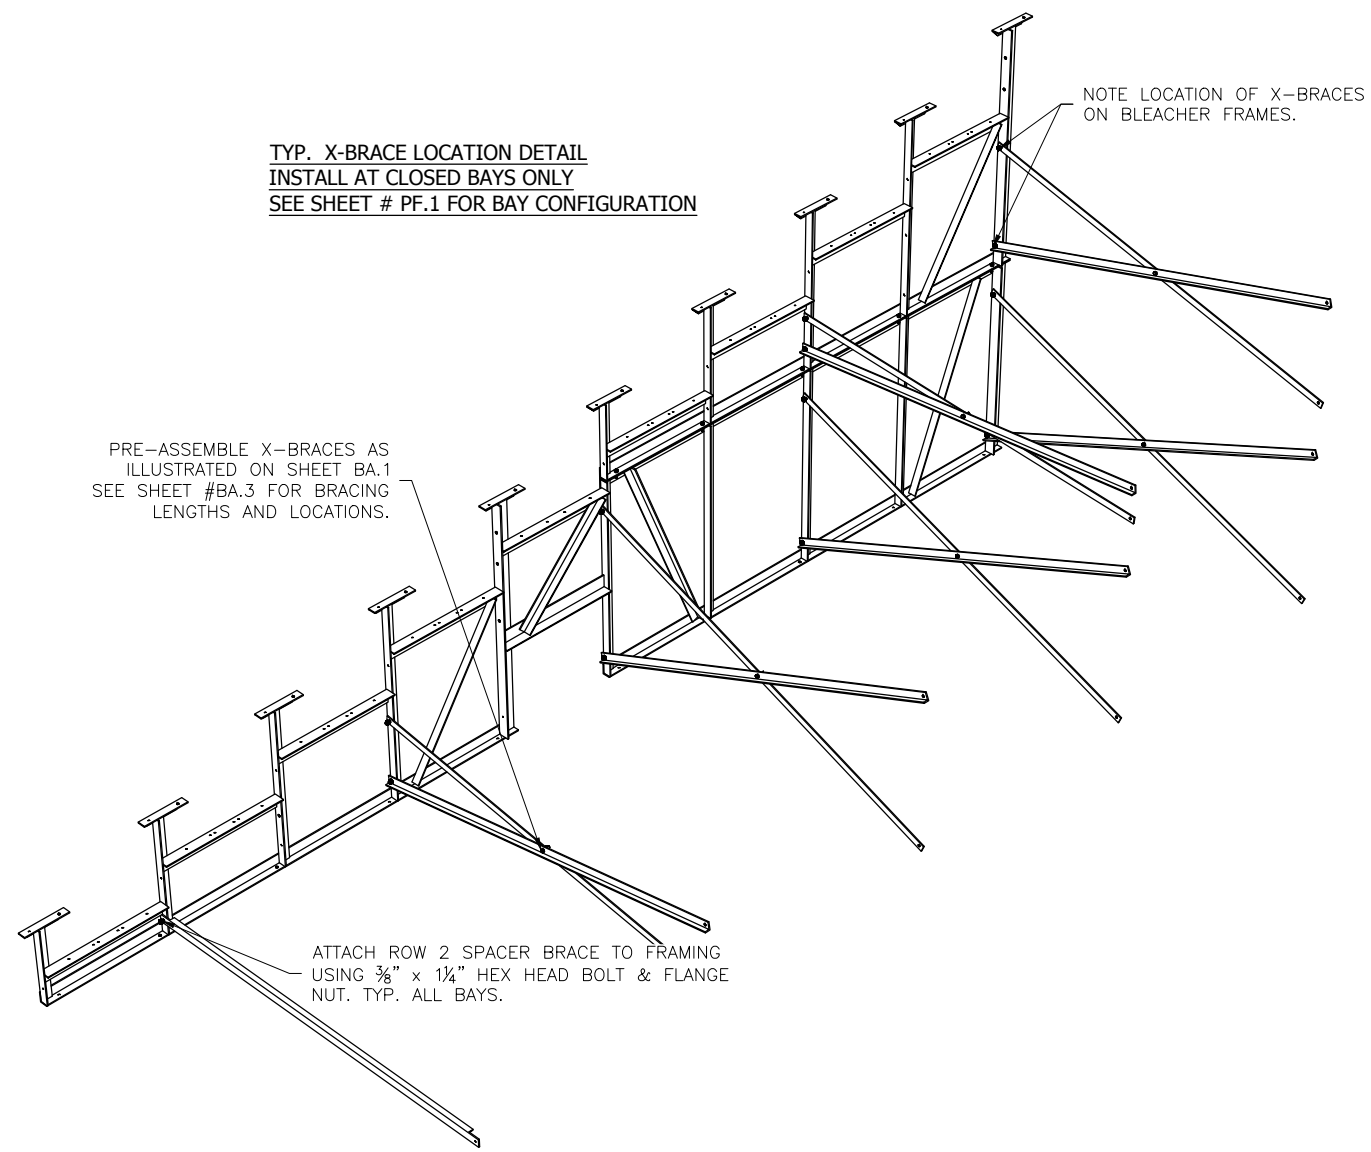 NOTE LOCATION OF X-BRACES
ON BLEACHER FRAMES.
TYP. X-BRACE LOCATION DETAIL
INSTALL AT CLOSED BAYS ONLY
SEE SHEET # PF.1 FOR BAY CONFIGURATION
PRE-ASSEMBLE X-BRACES AS
ILLUSTRATED ON SHEET BA.1
SEE SHEET #BA.3 FOR BRACING
LENGTHS AND LOCATIONS.
ATTACH ROW 2 SPACER BRACE TO FRAMING
USING ⅜" x 1¼" HEX HEAD BOLT & FLANGE
NUT. TYP. ALL BAYS.